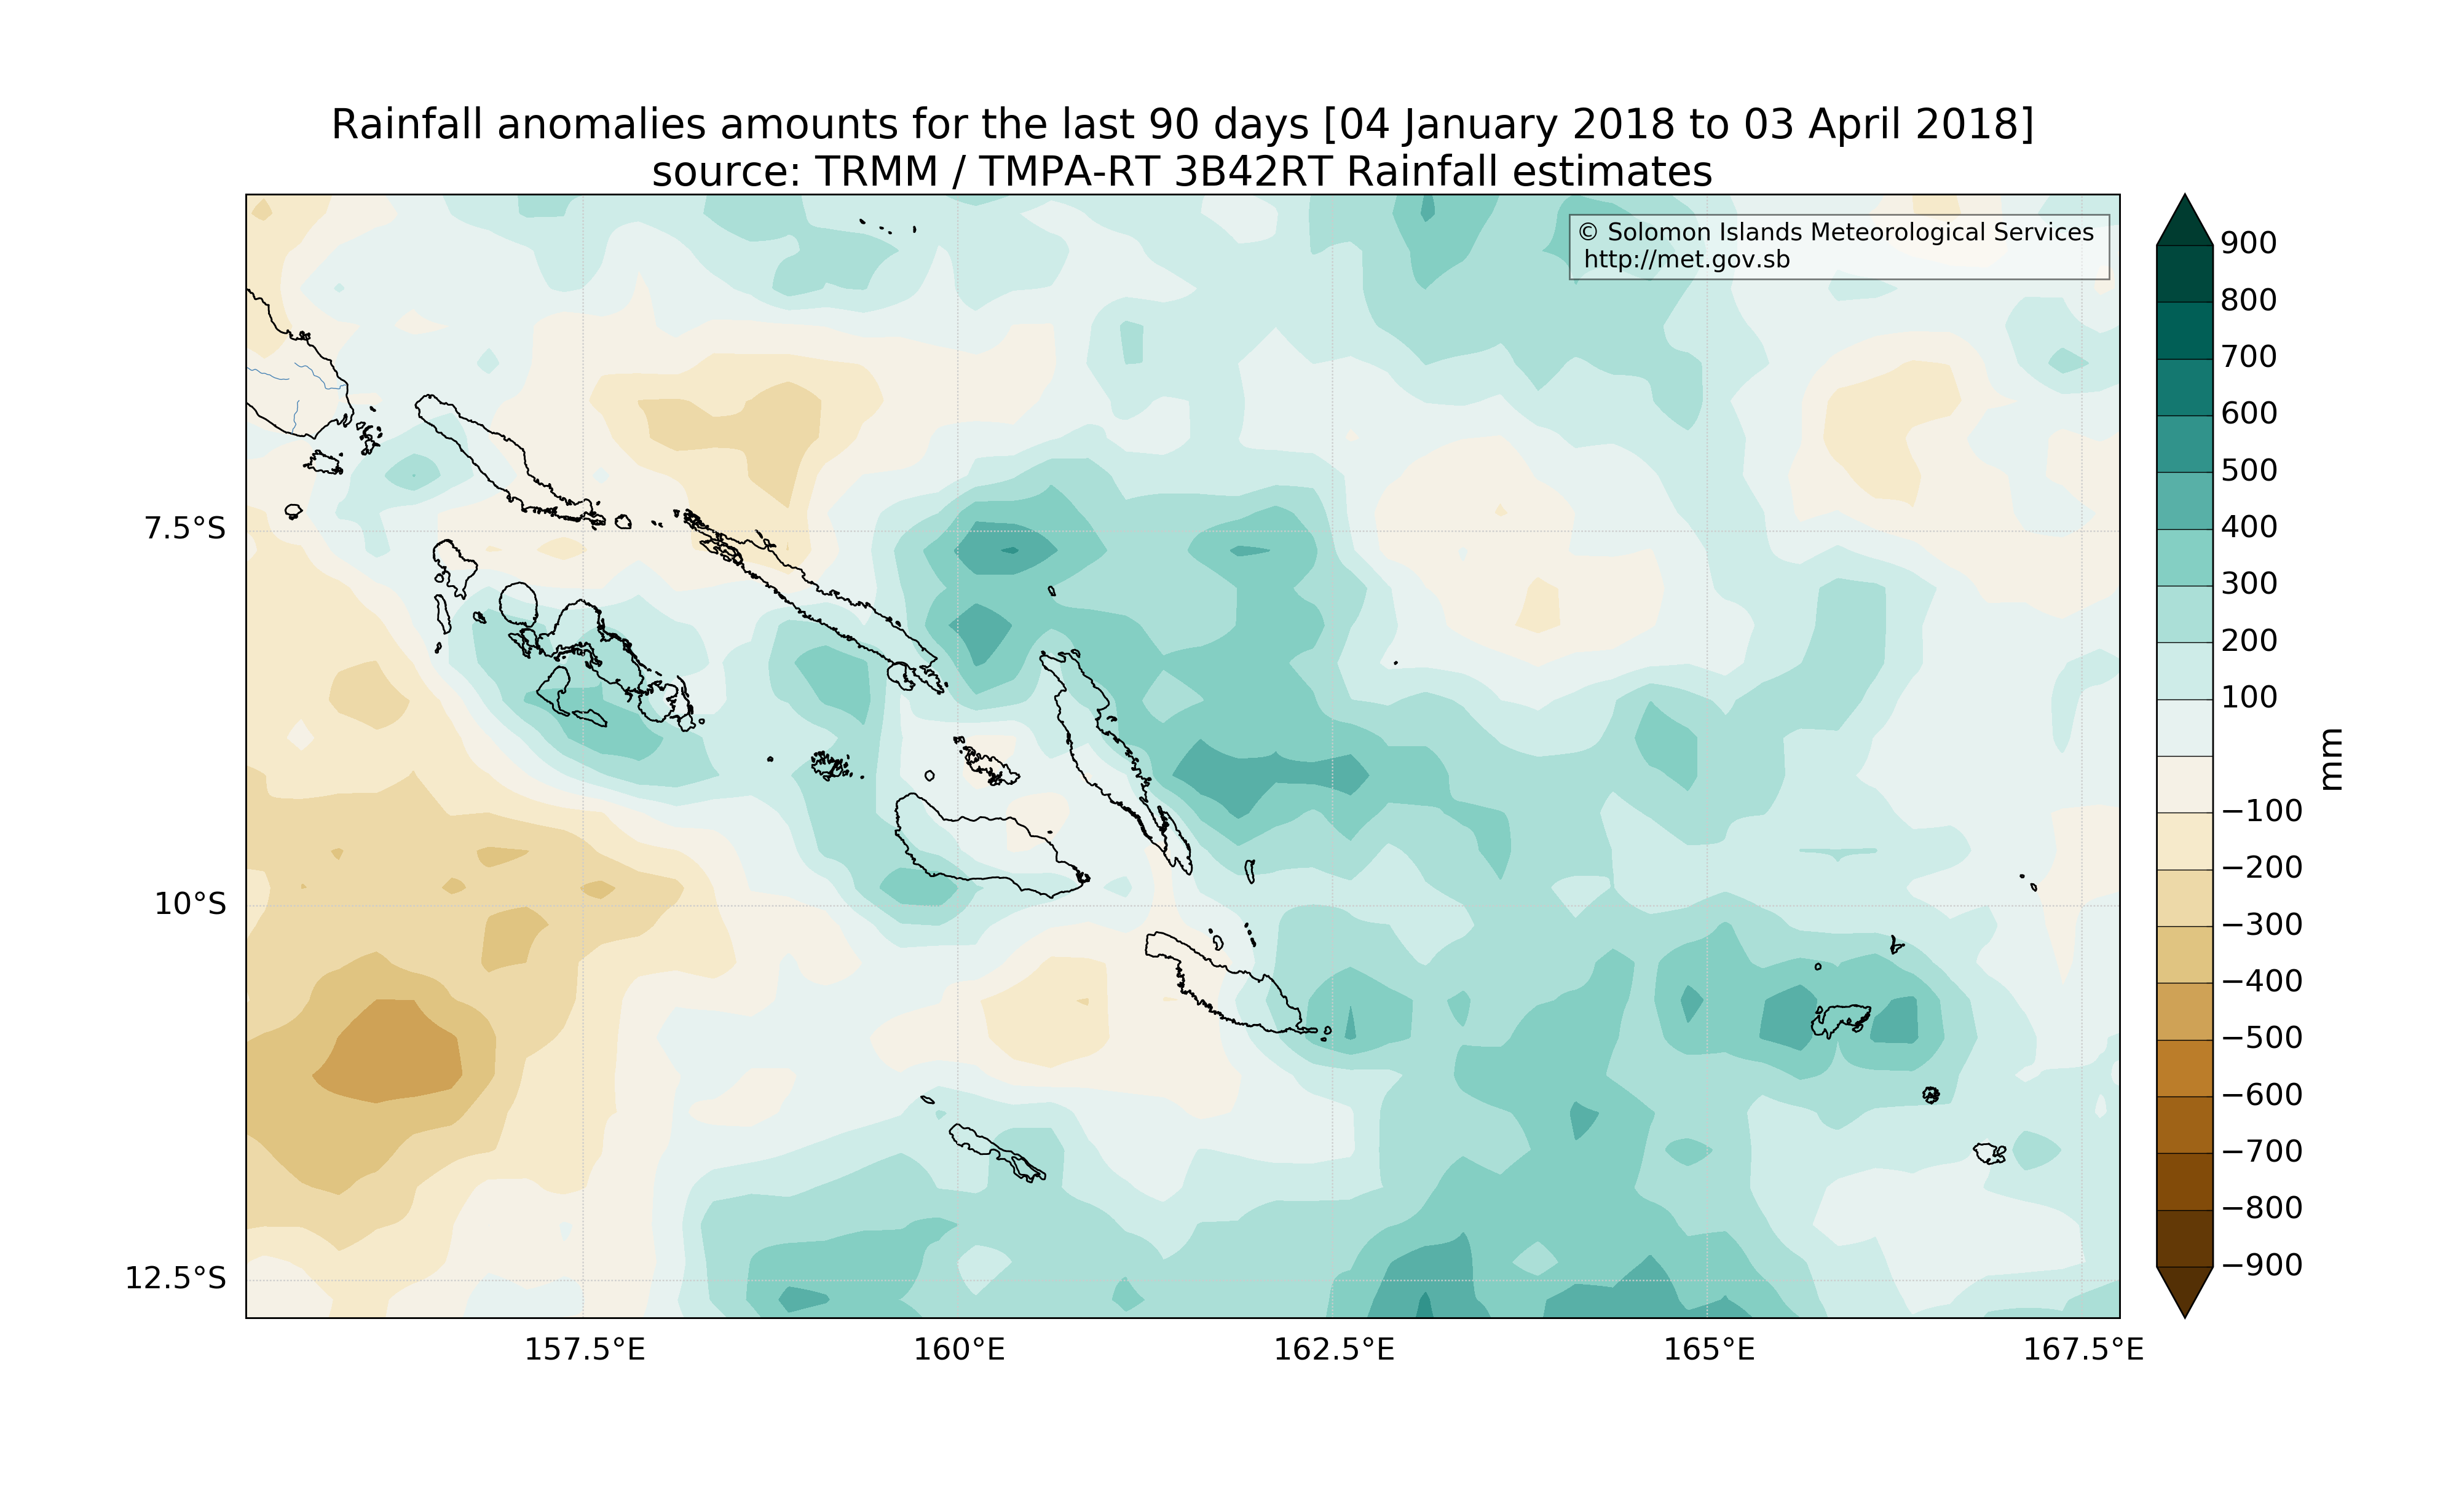 Rainfall anomalies amounts for the last 90 days [04 January 2018 to 03 April 2018]
source: TRMM / TMPA-RT 3B42RT Rainfall estimates
© Solomon Islands Meteorological Services
http://met.gov.sb
7.5°S
10°S
12.5°S
157.5°E
160°E
162.5°E
165°E
167.5°E
900
800
700
600
500
400
300
200
100
−100
−200
−300
−400
−500
−600
−700
−800
−900
mm